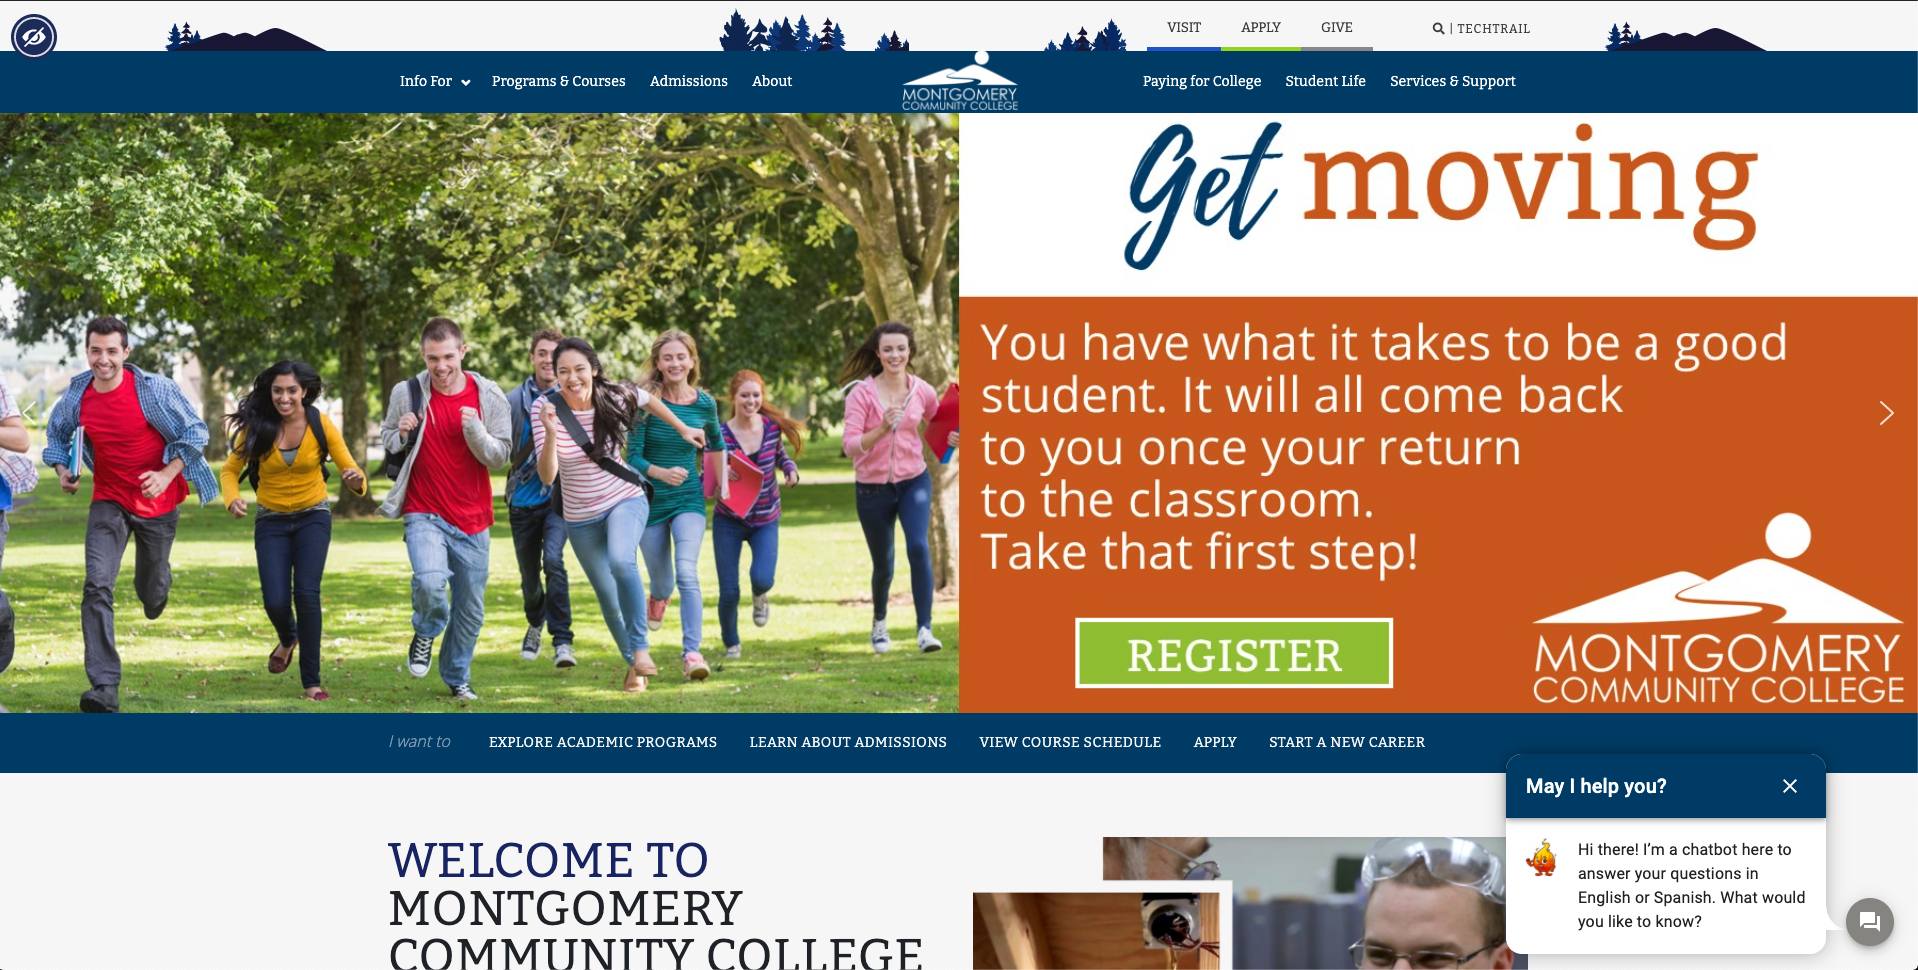 VISIT APPLY GIVE | TECHTRAIL
Info For Programs & Courses Admissions About
MONTGOMERY
COMMUNITY COLLEGE
Paying for College Student Life Services & Support
Get moving
You have what it takes to be a good
student. It will all come back
to you once your return
to the classroom.
Take that first step!
REGISTER
MONTGOMERY
COMMUNITY COLLEGE
I want to EXPLORE ACADEMIC PROGRAMS LEARN ABOUT ADMISSIONS VIEW COURSE SCHEDULE APPLY START A NEW CAREER
WELCOME TO
MONTGOMERY
COMMUNITY COLLEGE
May I help you?
Hi there! I'm a chatbot here to
answer your questions in
English or Spanish. What would
you like to know?